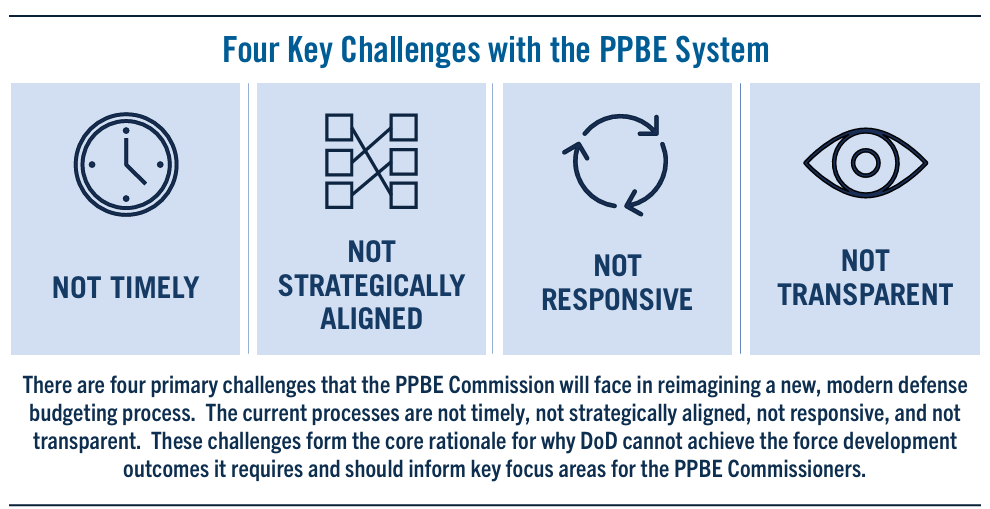 Four Key Challenges with the PPBE System
NOT TIMELY
NOT
STRATEGICALLY
ALIGNED
NOT
RESPONSIVE
NOT
TRANSPARENT
There are four primary challenges that the PPBE Commission will face in reimagining a new, modern defense
budgeting process.  The current processes are not timely, not strategically aligned, not responsive, and not
transparent.  These challenges form the core rationale for why DoD cannot achieve the force development
outcomes it requires and should inform key focus areas for the PPBE Commissioners.